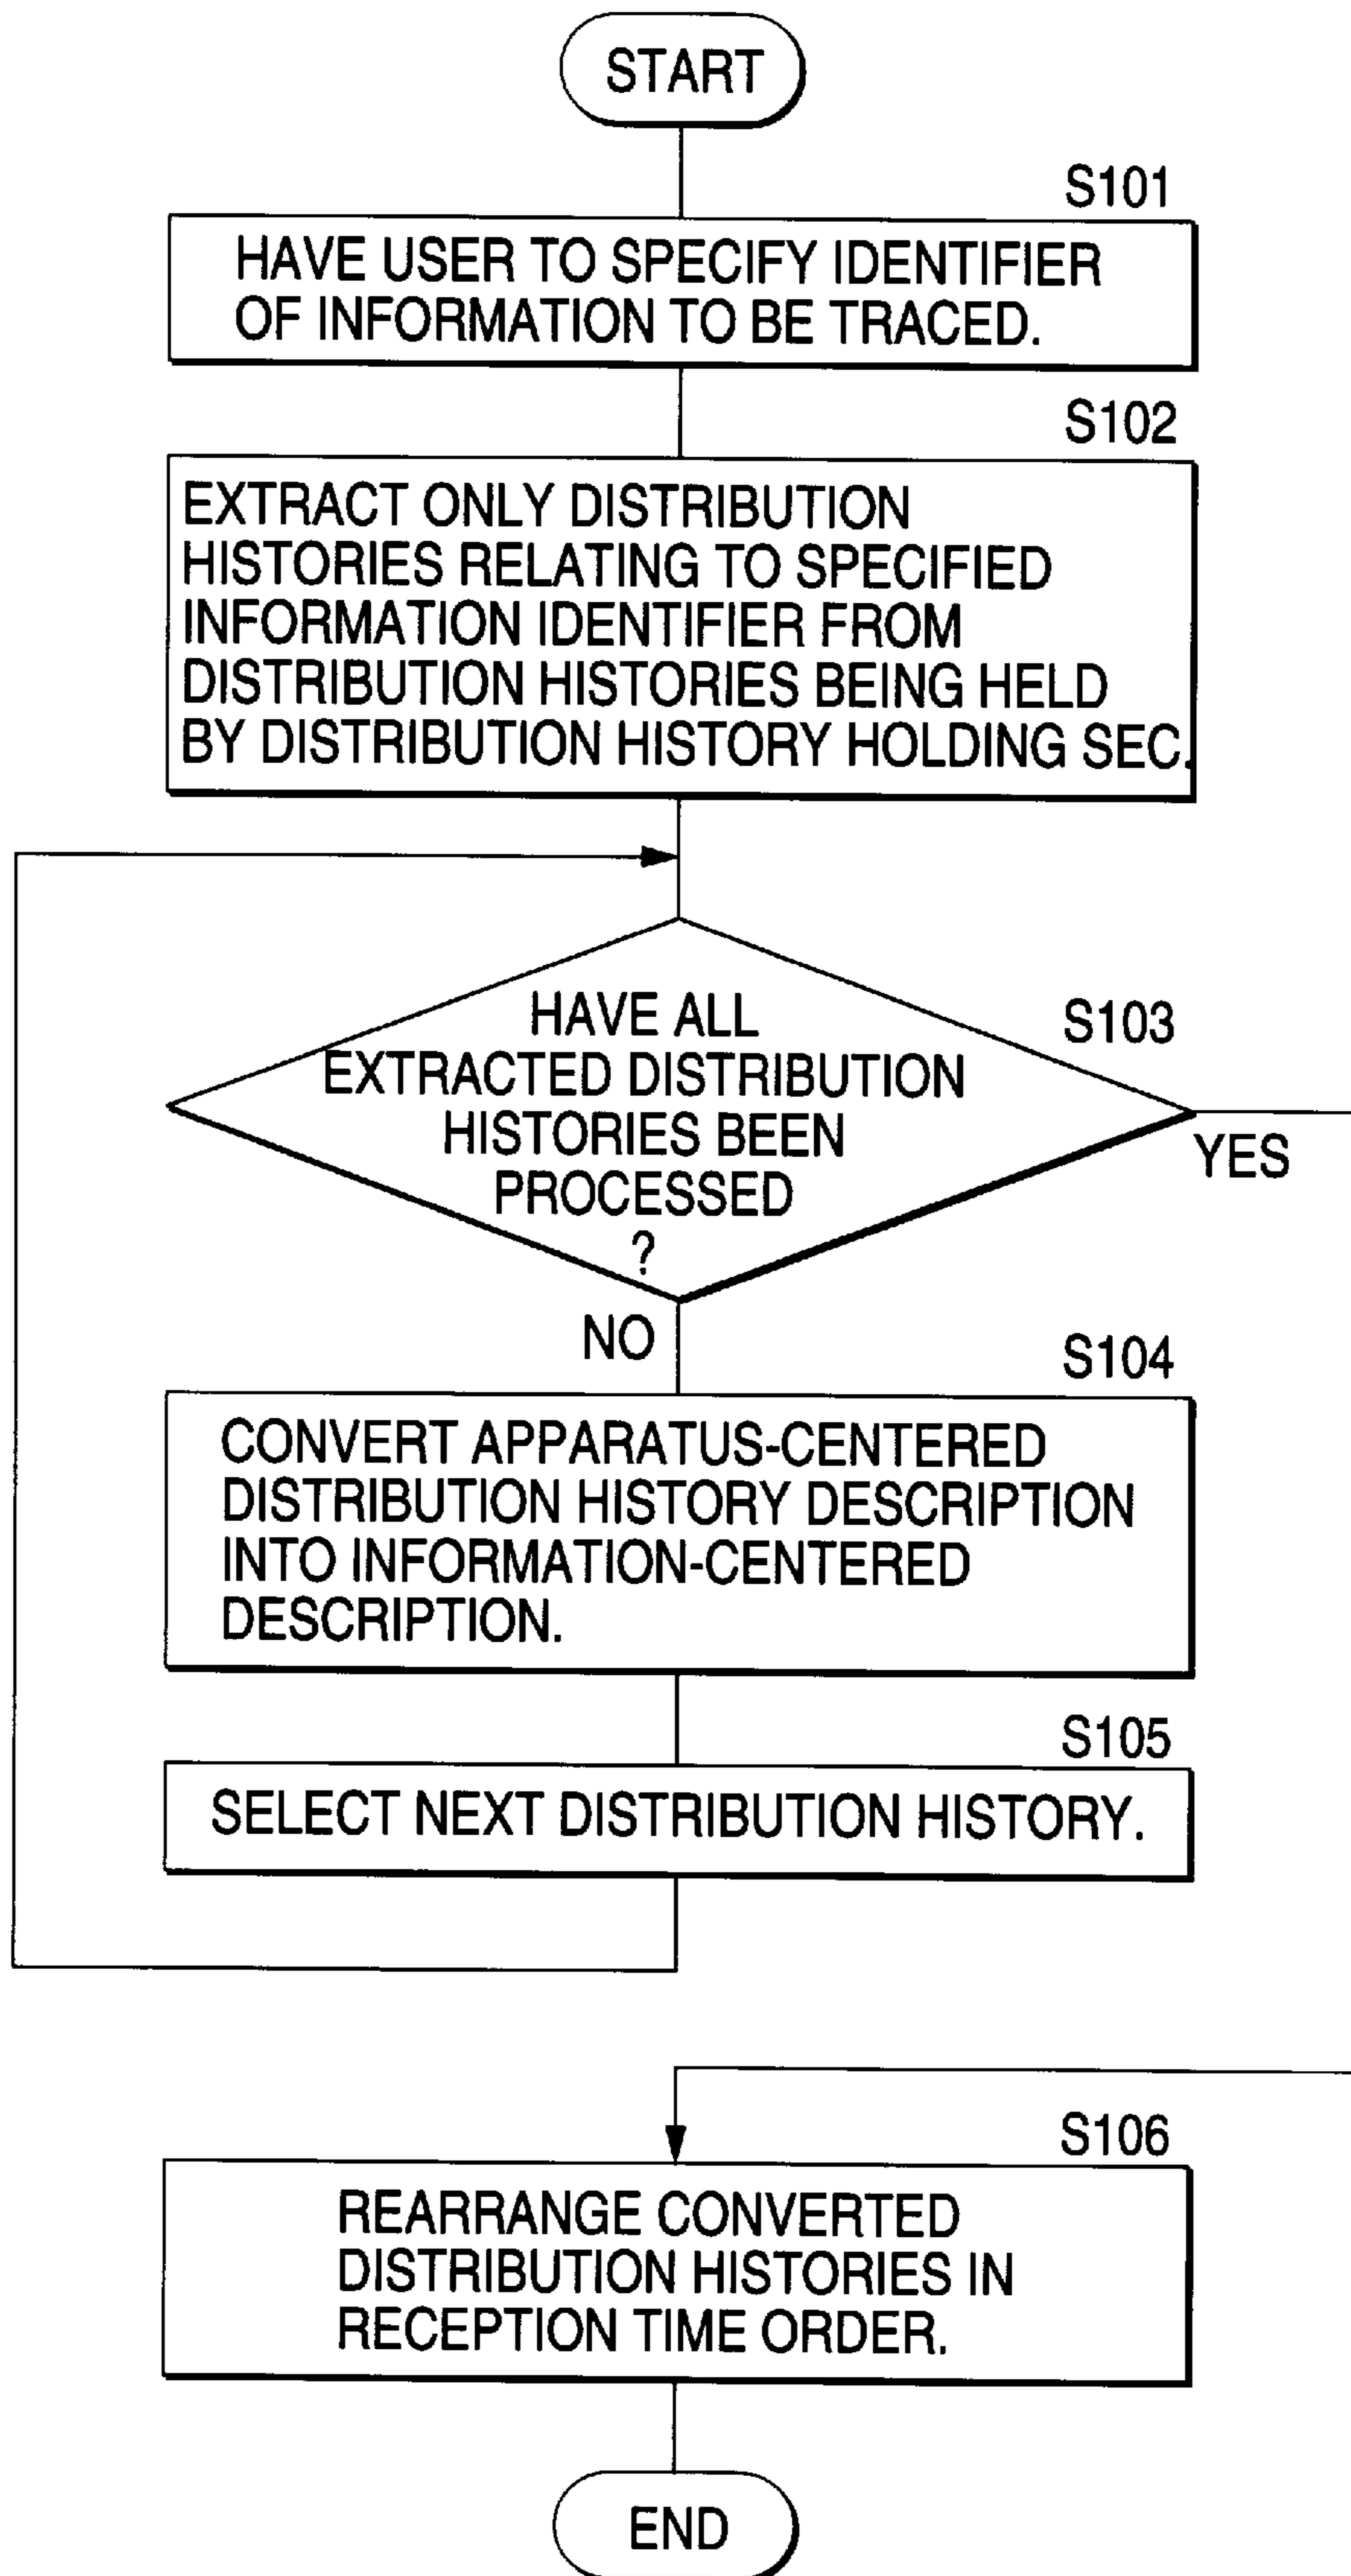 START
S101
HAVE USER TO SPECIFY IDENTIFIER
OF INFORMATION TO BE TRACED.
S102
EXTRACT ONLY DISTRIBUTION
HISTORIES RELATING TO SPECIFIED
INFORMATION IDENTIFIER FROM
DISTRIBUTION HISTORIES BEING HELD
BY DISTRIBUTION HISTORY HOLDING SEC.
S103
HAVE ALL
EXTRACTED DISTRIBUTION
HISTORIES BEEN
PROCESSED
?
YES
NO
S104
CONVERT APPARATUS-CENTERED
DISTRIBUTION HISTORY DESCRIPTION
INTO INFORMATION-CENTERED
DESCRIPTION.
S105
SELECT NEXT DISTRIBUTION HISTORY.
S106
REARRANGE CONVERTED
DISTRIBUTION HISTORIES IN
RECEPTION TIME ORDER.
END